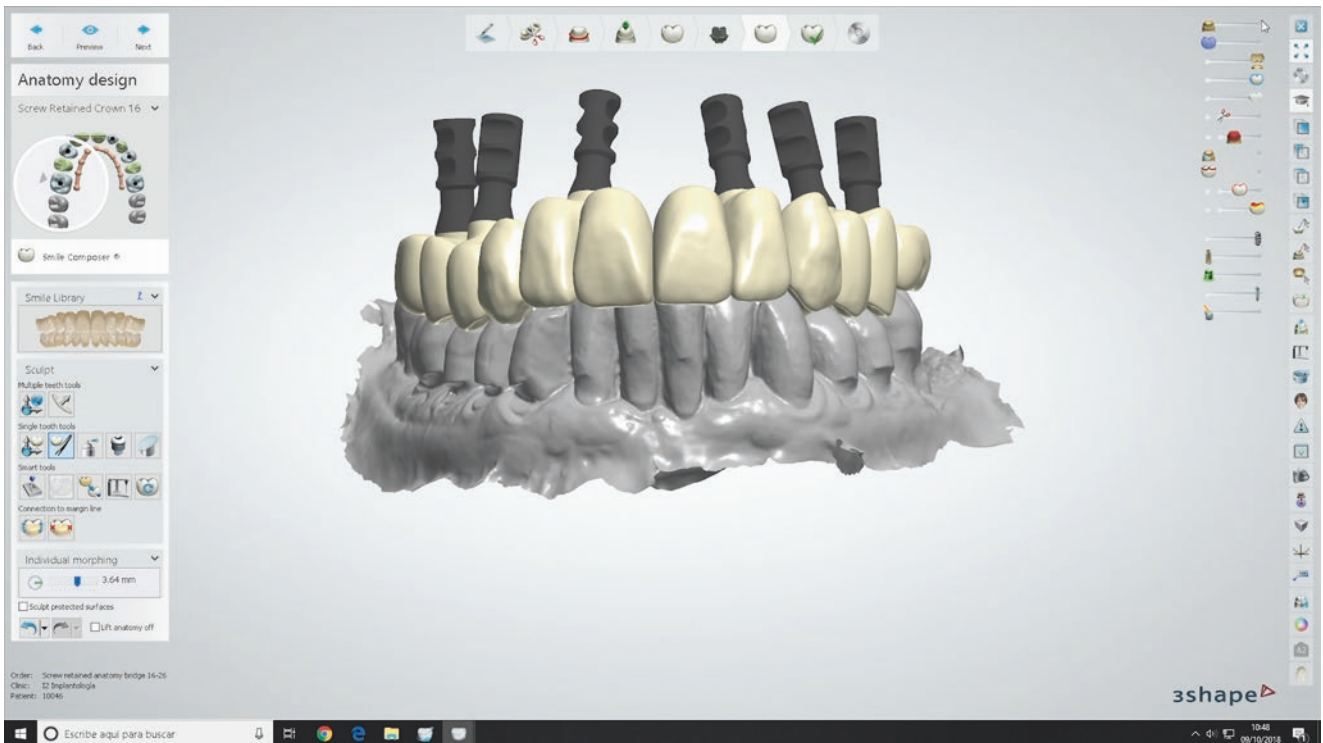 Back Preview Next
Anatomy design
Screw Retained Crown 16
Smile Composer
Smile Library
Sculpt
Multiple teeth tools
Single tooth tools
Smart tools
Connection to margin line
Individual morphing
3.64 mm
Sculpt protected surfaces
Lift anatomy off
Order: Screw retained anatomy bridge 16-26
Clinic: I2 Implantologia
Patient: 10046
3shape
Escribe aquí para buscar
10:48
09/10/2018